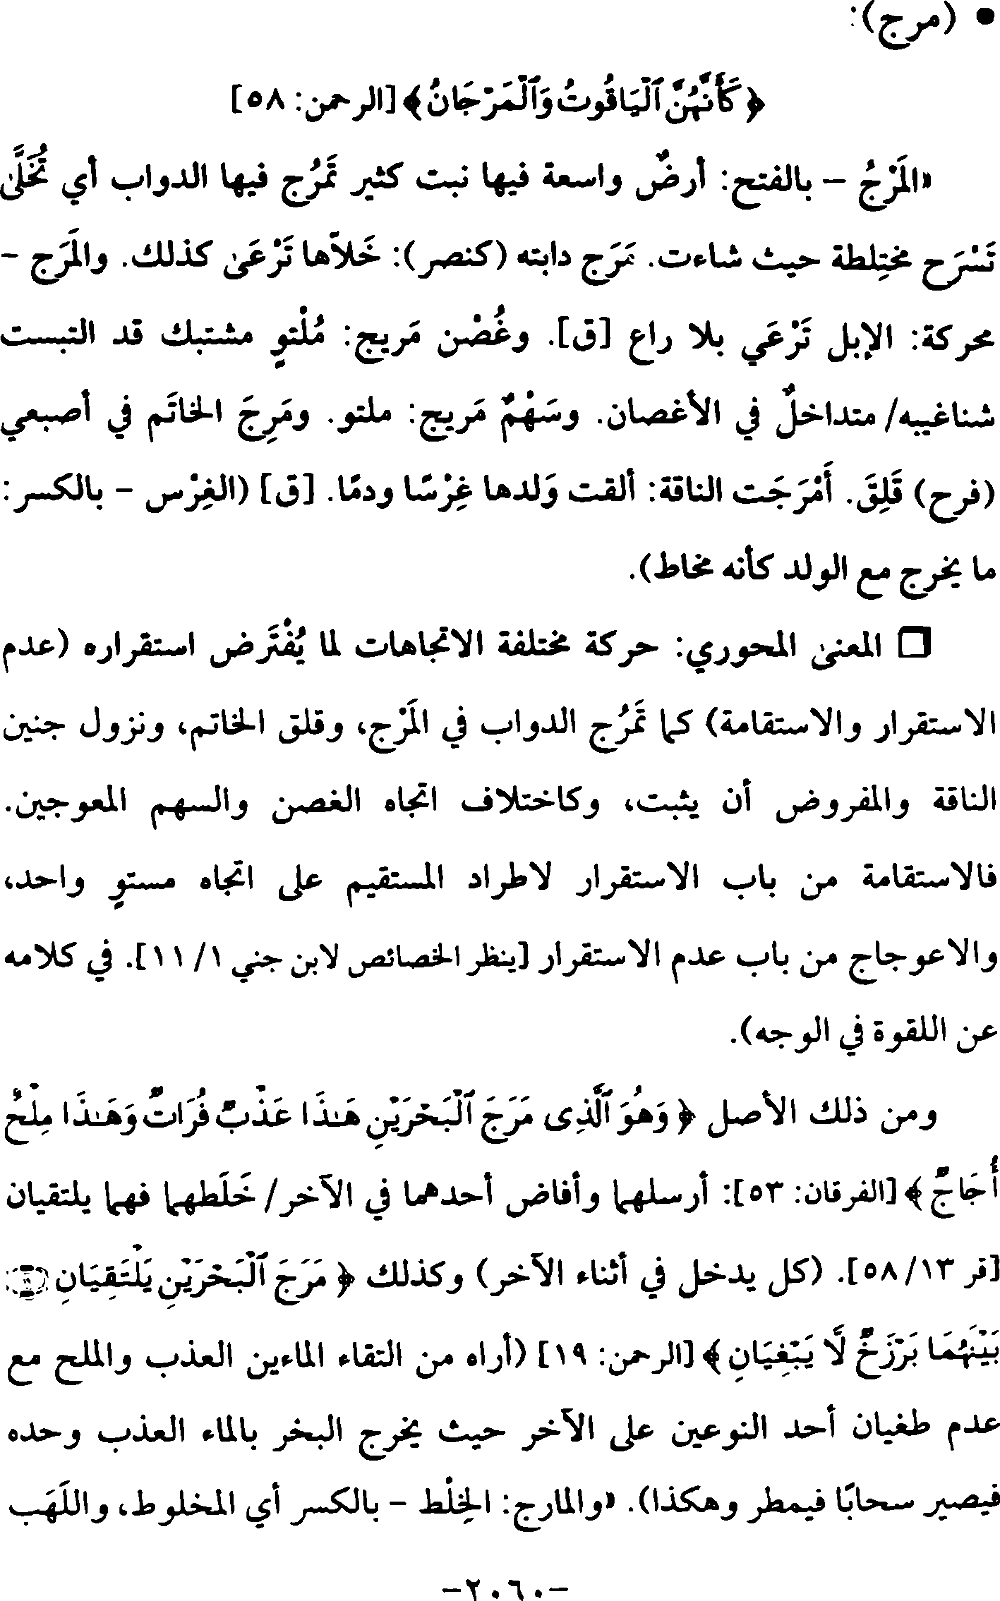 • (مرج):
﴿كَأَنَّهُنَّ ٱلْيَاقُوتُ وَٱلْمَرْجَانُ﴾ [الرحمن: ٥٨]
«المَرْجُ – بالفتح: أرضٌ واسعة فيها نبت كثير تَمرُج فيها الدواب أي تُخَلَّىٰ
تَسْرَح مختلِطة حيث شاءت. مَرَج دابته (كنصر): خَلاّها تَرْعَىٰ كذلك. والمَرَج –
محركة: الإبل تَرْعَي بلا راع [ق]. وغُصْن مَريج: مُلْتوٍ مشتبك قد التبست
شناغيبه/ متداخلٌ في الأغصان. وسَهْمٌ مَريج: ملتو. ومَرِجَ الخاتَم في أصبعي
(فرح) قَلِقَ. أَمْرَجَت الناقة: ألقت وَلدها غِرْسًا ودمًا. [ق] (الغِرْس – بالكسر:
ما يخرج مع الولد كأنه مخاط).
❒ المعنىٰ المحوري: حركة مختلفة الاتجاهات لما يُفْتَرض استقراره (عدم
الاستقرار والاستقامة) كما تَمرُج الدواب في المَرْج، وقلق الخاتم، ونزول جنين
الناقة والمفروض أن يثبت، وكاختلاف اتجاه الغصن والسهم المعوجين.
فالاستقامة من باب الاستقرار لاطراد المستقيم على اتجاه مستوٍ واحد،
والاعوجاج من باب عدم الاستقرار [ينظر الخصائص لابن جني ١/ ١١]. في كلامه
عن اللقوة في الوجه).
ومن ذلك الأصل ﴿وَهُوَ ٱلَّذِى مَرَجَ ٱلْبَحْرَيْنِ هَـٰذَا عَذْبٌ فُرَاتٌ وَهَـٰذَا مِلْحٌ
أُجَاجٌ﴾ [الفرقان: ٥٣]: أرسلهما وأفاض أحدهما في الآخر/ خَلَطهما فهما يلتقيان
[قر ١٣/ ٥٨]. (كل يدخل في أثناء الآخر) وكذلك ﴿مَرَجَ ٱلْبَحْرَيْنِ يَلْتَقِيَانِ
بَيْنَهُمَا بَرْزَخٌ لَّا يَبْغِيَانِ﴾ [الرحمن: ١٩] (أراه من التقاء الماءين العذب والملح مع
عدم طغيان أحد النوعين على الآخر حيث يخرج البخر بالماء العذب وحده
فيصير سحابًا فيمطر وهكذا). «والمارج: الخِلْط – بالكسر أي المخلوط، واللَهَب
–٢٠٦٠–